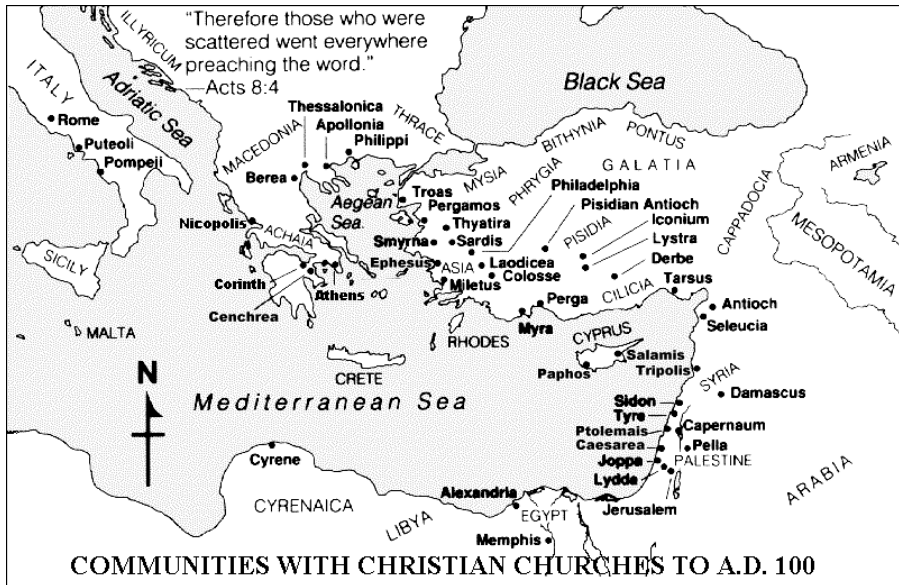 "Therefore those who were
scattered went everywhere
preaching the word."
—Acts 8:4
ILLYRICUM
ITALY
Adriatic Sea
Black Sea
Rome
Puteoli
Pompeji
Thessalonica
Apollonia
Philippi
MACEDONIA
THRACE
BITHYNIA
PONTUS
ARMENIA
Berea
MYSIA
PHRYGIA
GALATIA
CAPPADOCIA
MESOPOTAMIA
Aegean
Sea
Troas
Pergamos
Thyatira
Philadelphia
Pisidian Antioch
Iconium
Lystra
Derbe
PISIDIA
Nicopolis
ACHAIA
Smyrna
Sardis
Ephesus
ASIA
Laodicea
Colosse
Miletus
Tarsus
SICILY
Corinth
Athens
Cenchrea
Perga
CILICIA
Antioch
Seleucia
MALTA
RHODES
Myra
CYPRUS
Salamis
Paphos
Tripolis
SYRIA
CRETE
N
Mediterranean Sea
Damascus
Sidon
Tyre
Ptolemais
Capernaum
Caesarea
Pella
Joppa
PALESTINE
Lydda
Jerusalem
ARABIA
Cyrene
CYRENAICA
LIBYA
Alexandria
EGYPT
Memphis
COMMUNITIES WITH CHRISTIAN CHURCHES TO A.D. 100